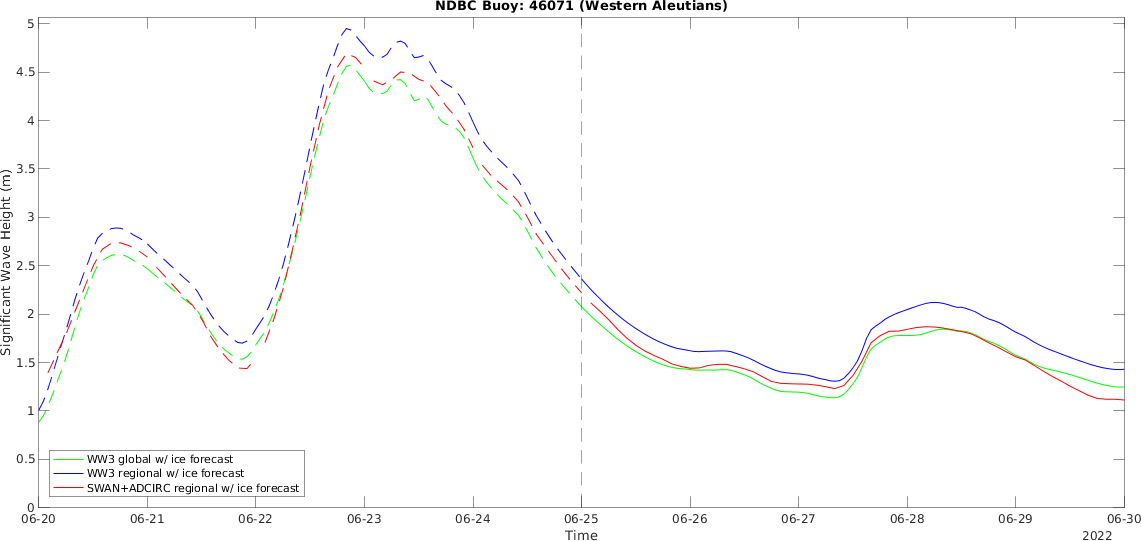 NDBC Buoy: 46071 (Western Aleutians)
Significant Wave Height (m)
5
4.5
4
3.5
3
2.5
2
1.5
1
0.5
0
WW3 global w/ ice forecast
WW3 regional w/ ice forecast
SWAN+ADCIRC regional w/ ice forecast
06-20 06-21 06-22 06-23 06-24 06-25 06-26 06-27 06-28 06-29 06-30
Time
2022